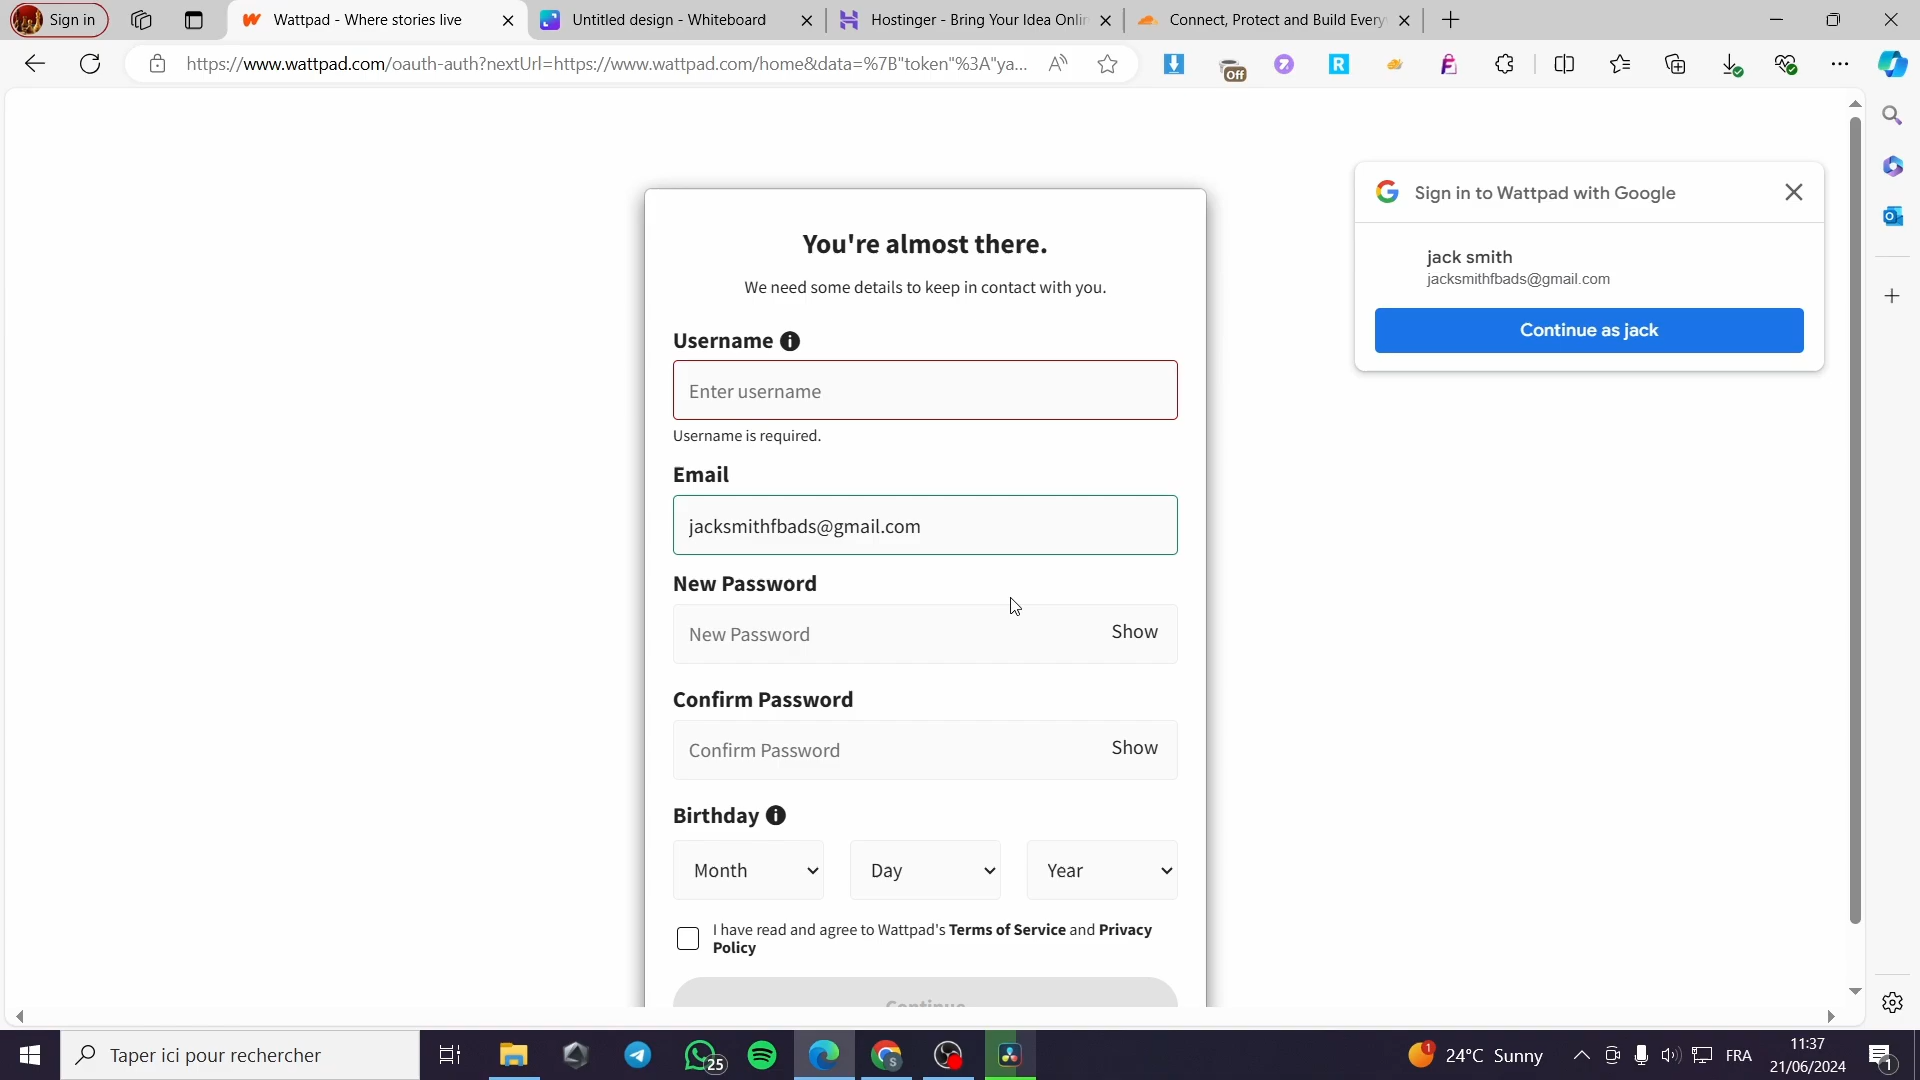 Sign in
Wattpad - Where stories live
Untitled design - Whiteboard
Hostinger - Bring Your Idea Onli
Connect, Protect and Build Every
https://www.wattpad.com/oauth-auth?nextUrl=https://www.wattpad.com/home&data=%7B"token"%3A"ya...
Off
Sign in to Wattpad with Google
jack smith
jacksmithfbads@gmail.com
Continue as jack
You're almost there.
We need some details to keep in contact with you.
Username
Enter username
Username is required.
Email
jacksmithfbads@gmail.com
New Password
New Password
Show
Confirm Password
Confirm Password
Show
Birthday
Month
Day
Year
I have read and agree to Wattpad's Terms of Service and Privacy
Policy
Continue
Taper ici pour rechercher
25
1
24°C Sunny
FRA
11:37
21/06/2024
1